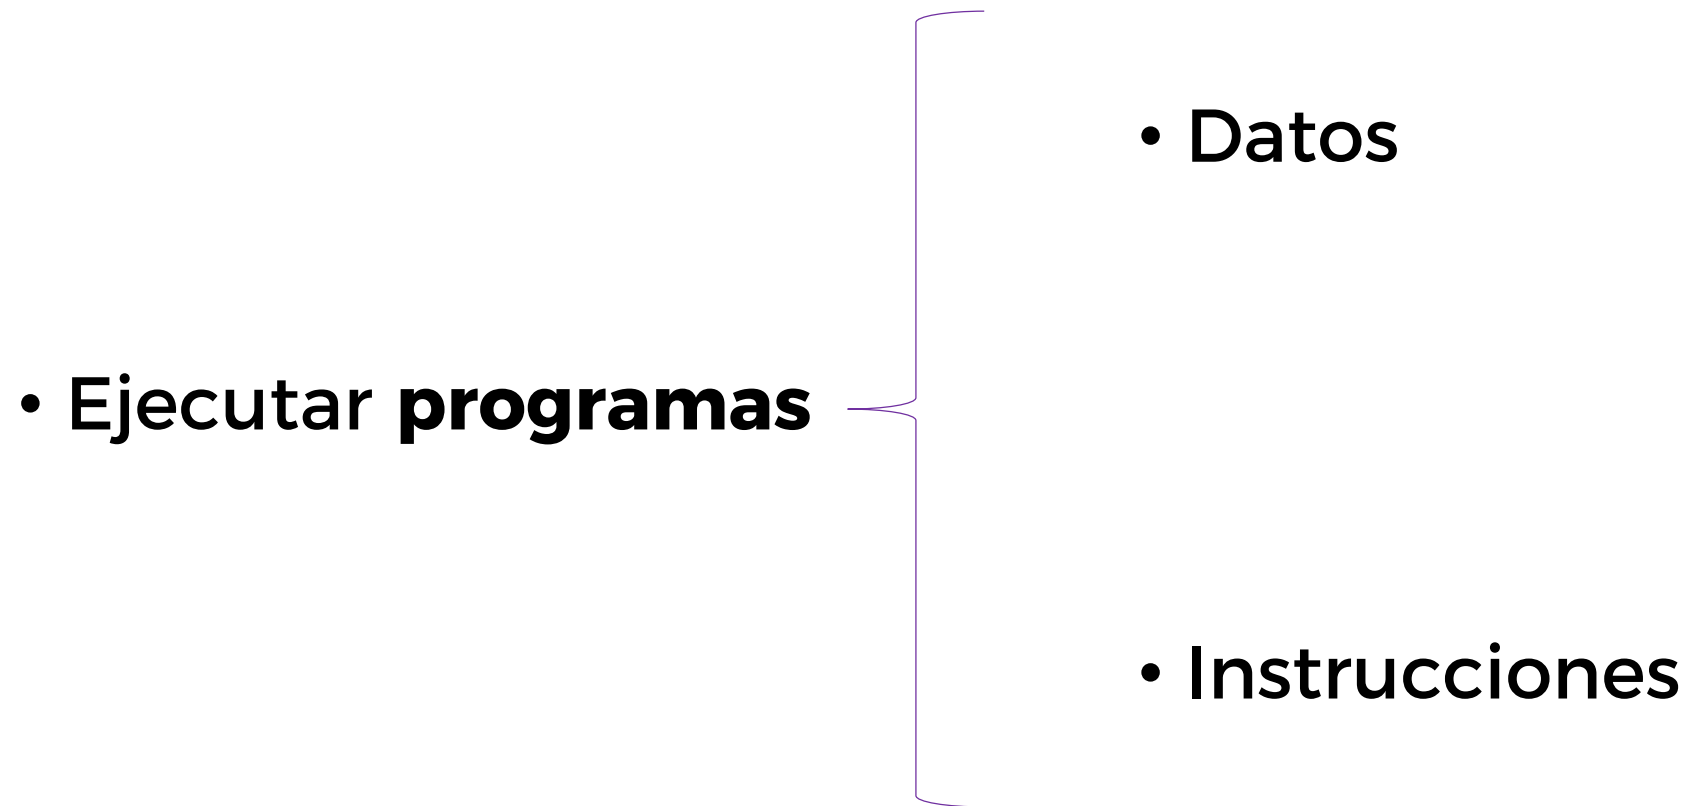 • Datos
• Ejecutar programas
• Instrucciones